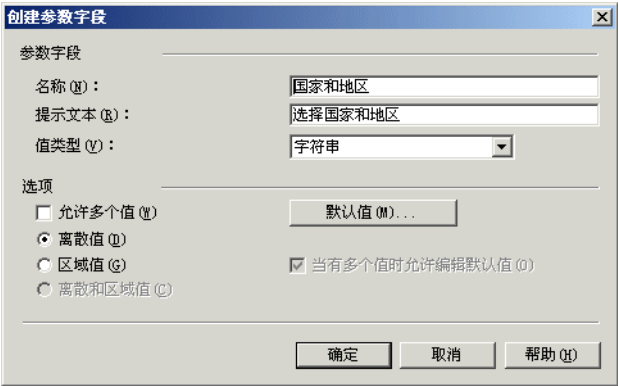 创建参数字段
参数字段
名称(N)： 国家和地区
提示文本(R)： 选择国家和地区
值类型(V)： 字符串
选项
允许多个值(W) 默认值(M)...
离散值(D)
区域值(G) 当有多个值时允许编辑默认值(O)
离散和区域值(C)
确定 取消 帮助(H)